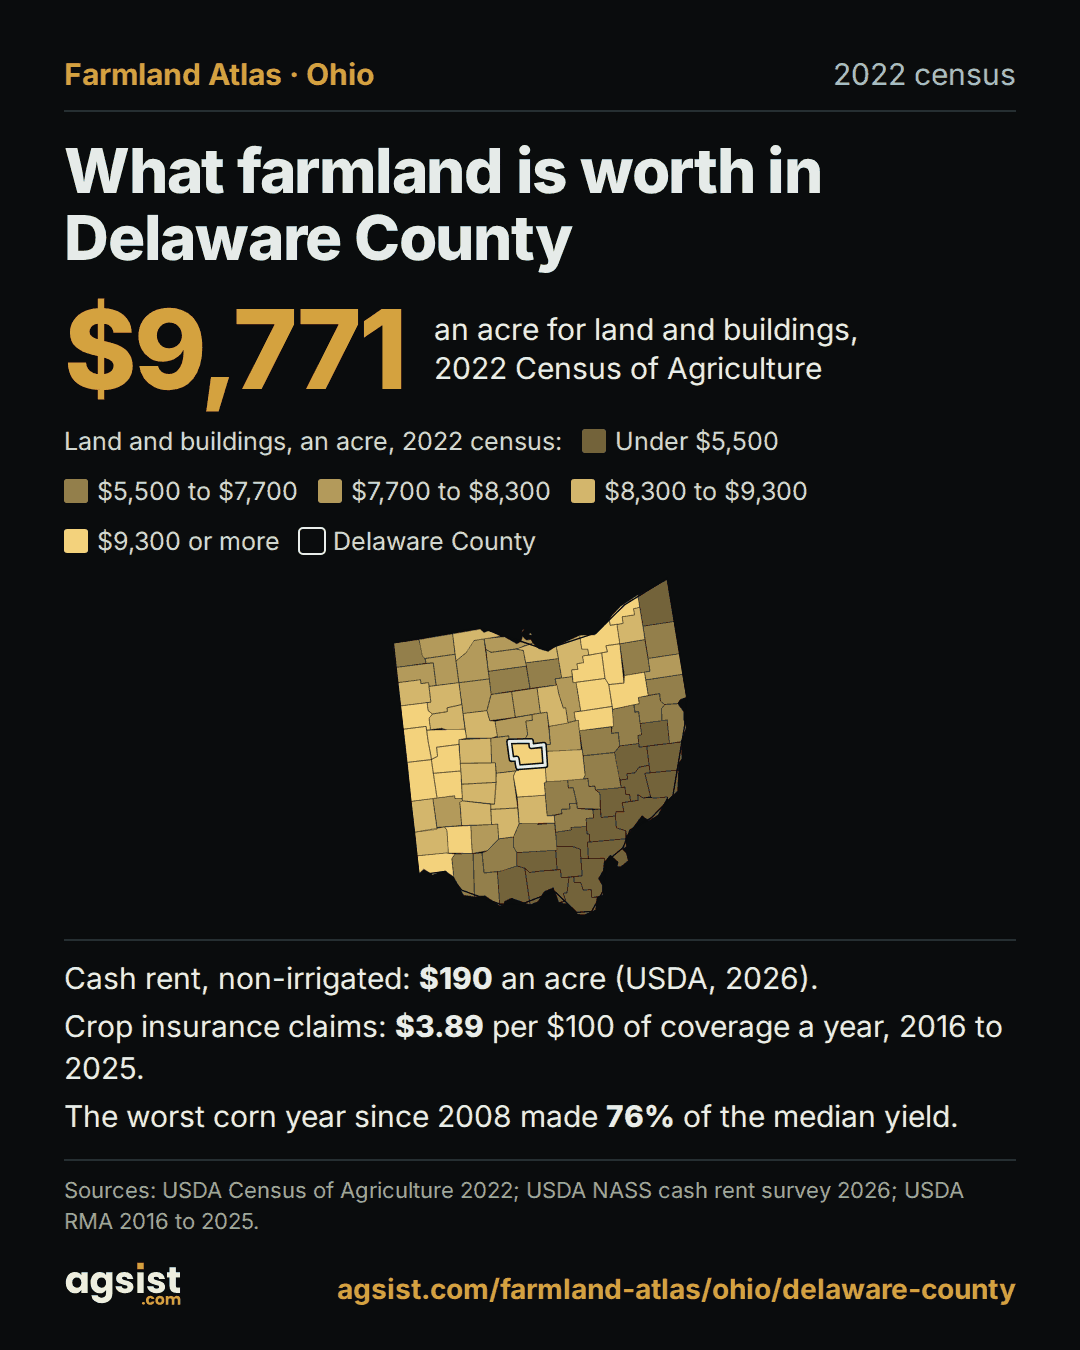 Farmland Atlas · Ohio
2022 census
What farmland is worth in
Delaware County
$9,771
an acre for land and buildings,
2022 Census of Agriculture
Land and buildings, an acre, 2022 census: Under $5,500
$5,500 to $7,700 $7,700 to $8,300 $8,300 to $9,300
$9,300 or more Delaware County
Cash rent, non-irrigated: $190 an acre (USDA, 2026).
Crop insurance claims: $3.89 per $100 of coverage a year, 2016 to
2025.
The worst corn year since 2008 made 76% of the median yield.
Sources: USDA Census of Agriculture 2022; USDA NASS cash rent survey 2026; USDA
RMA 2016 to 2025.
agsist
.com
agsist.com/farmland-atlas/ohio/delaware-county